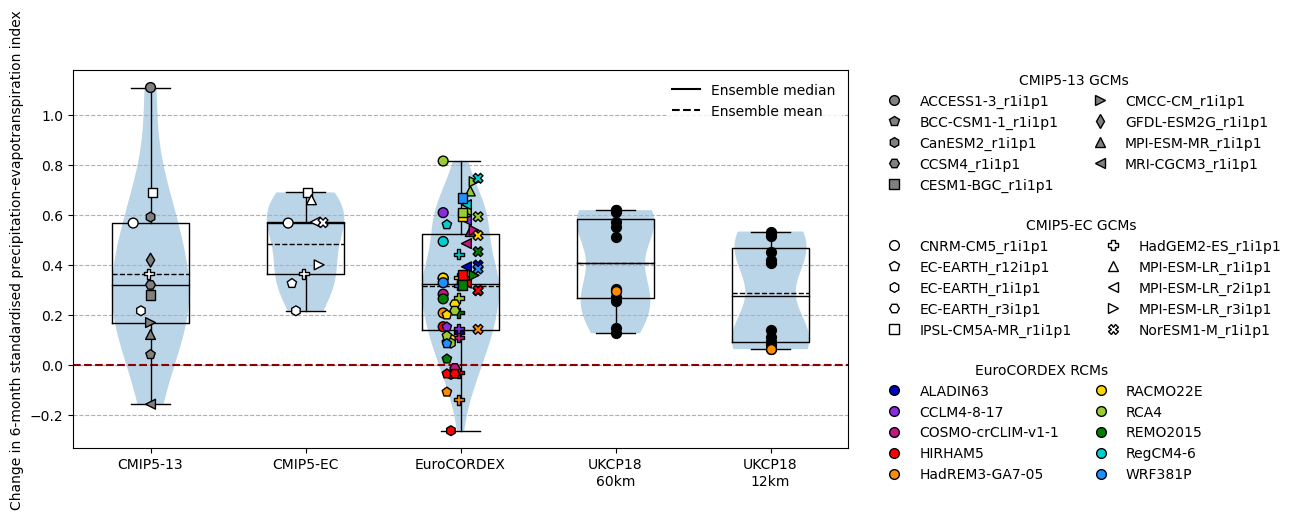 Change in 6-month standardised precipitation-evapotranspiration index
1.0
0.8
0.6
0.4
0.2
0.0
−0.2
CMIP5-13
CMIP5-EC
EuroCORDEX
UKCP18
60km
UKCP18
12km
Ensemble median
Ensemble mean
CMIP5-13 GCMs
ACCESS1-3_r1i1p1
BCC-CSM1-1_r1i1p1
CanESM2_r1i1p1
CCSM4_r1i1p1
CESM1-BGC_r1i1p1
CMCC-CM_r1i1p1
GFDL-ESM2G_r1i1p1
MPI-ESM-MR_r1i1p1
MRI-CGCM3_r1i1p1
CMIP5-EC GCMs
CNRM-CM5_r1i1p1
EC-EARTH_r12i1p1
EC-EARTH_r1i1p1
EC-EARTH_r3i1p1
IPSL-CM5A-MR_r1i1p1
HadGEM2-ES_r1i1p1
MPI-ESM-LR_r1i1p1
MPI-ESM-LR_r2i1p1
MPI-ESM-LR_r3i1p1
NorESM1-M_r1i1p1
EuroCORDEX RCMs
ALADIN63
CCLM4-8-17
COSMO-crCLIM-v1-1
HIRHAM5
HadREM3-GA7-05
RACMO22E
RCA4
REMO2015
RegCM4-6
WRF381P